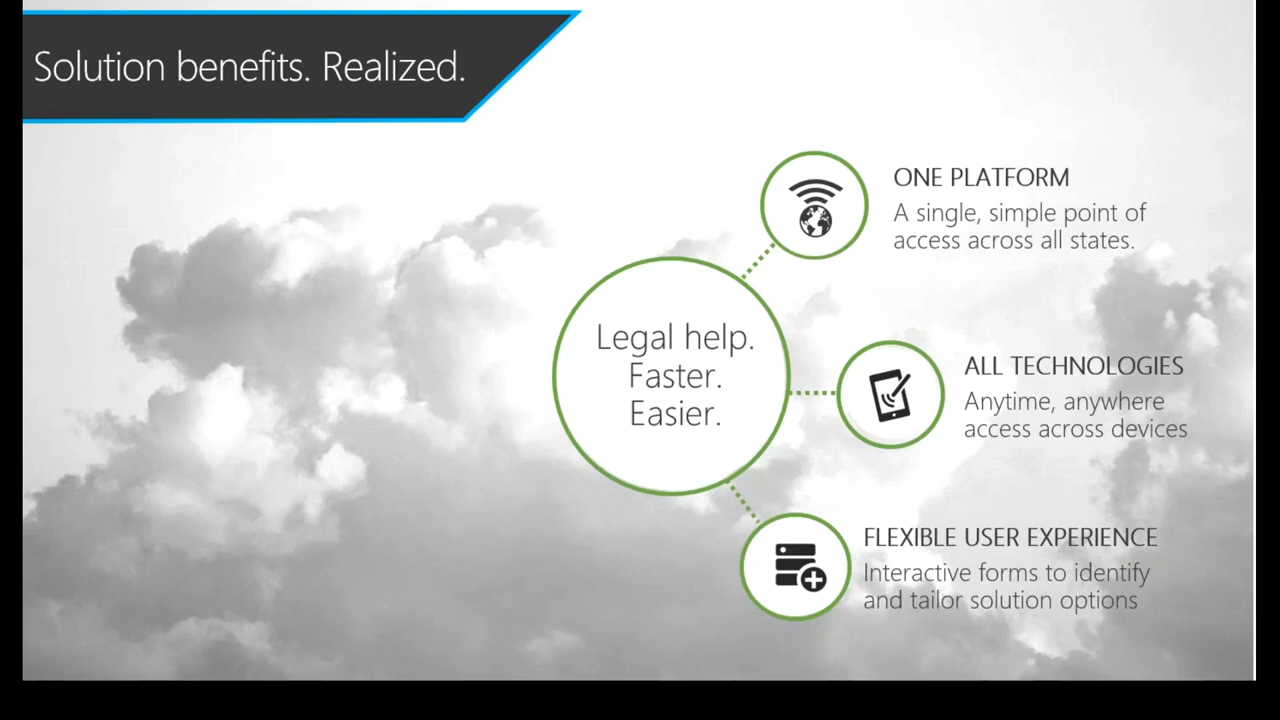 Solution benefits. Realized.
ONE PLATFORM
A single, simple point of
access across all states.
Legal help.
Faster.
Easier.
ALL TECHNOLOGIES
Anytime, anywhere
access across devices
FLEXIBLE USER EXPERIENCE
Interactive forms to identify
and tailor solution options